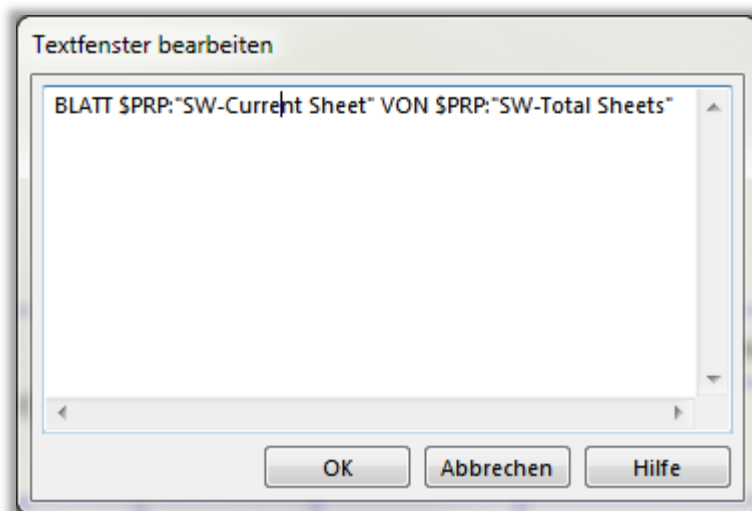 Textfenster bearbeiten
BLATT $PRP:"SW-Current Sheet" VON $PRP:"SW-Total Sheets"
OK Abbrechen Hilfe